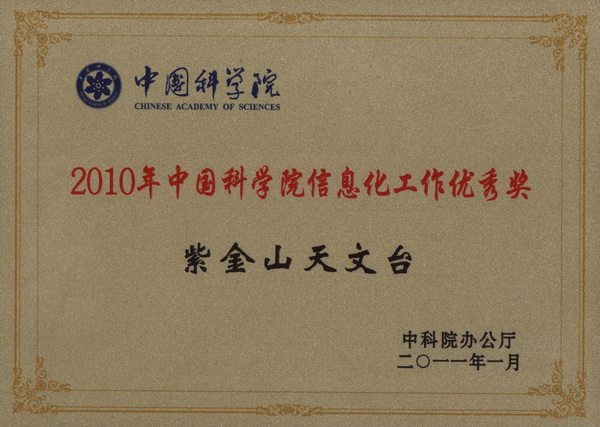 中国科学院
CHINESE ACADEMY OF SCIENCES
2010年中国科学院信息化工作优秀奖
紫金山天文台
中科院办公厅
二〇一一年一月